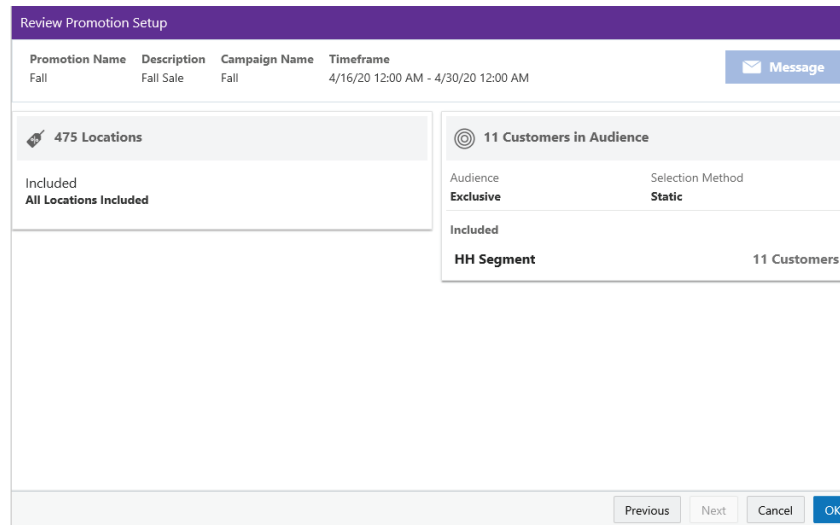 Review Promotion Setup
Promotion Name Description Campaign Name Timeframe
Fall Fall Sale Fall 4/16/20 12:00 AM - 4/30/20 12:00 AM
Message
475 Locations
Included
All Locations Included
11 Customers in Audience
Audience Selection Method
Exclusive Static
Included
HH Segment 11 Customers
Previous Next Cancel OK